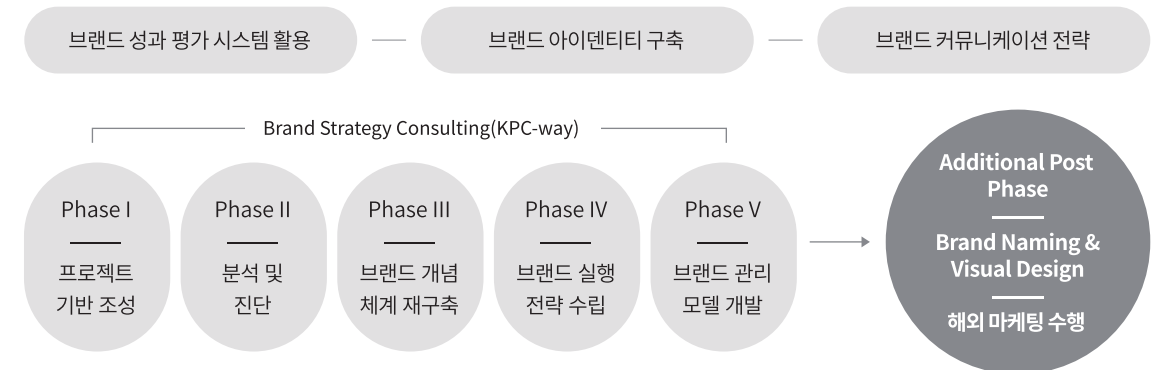 브랜드 성과 평가 시스템 활용
브랜드 아이덴티티 구축
브랜드 커뮤니케이션 전략
Brand Strategy Consulting(KPC-way)
Phase I
프로젝트
기반 조성
Phase II
분석 및
진단
Phase III
브랜드 개념
체계 재구축
Phase IV
브랜드 실행
전략 수립
Phase V
브랜드 관리
모델 개발
Additional Post
Phase
Brand Naming &
Visual Design
해외 마케팅 수행